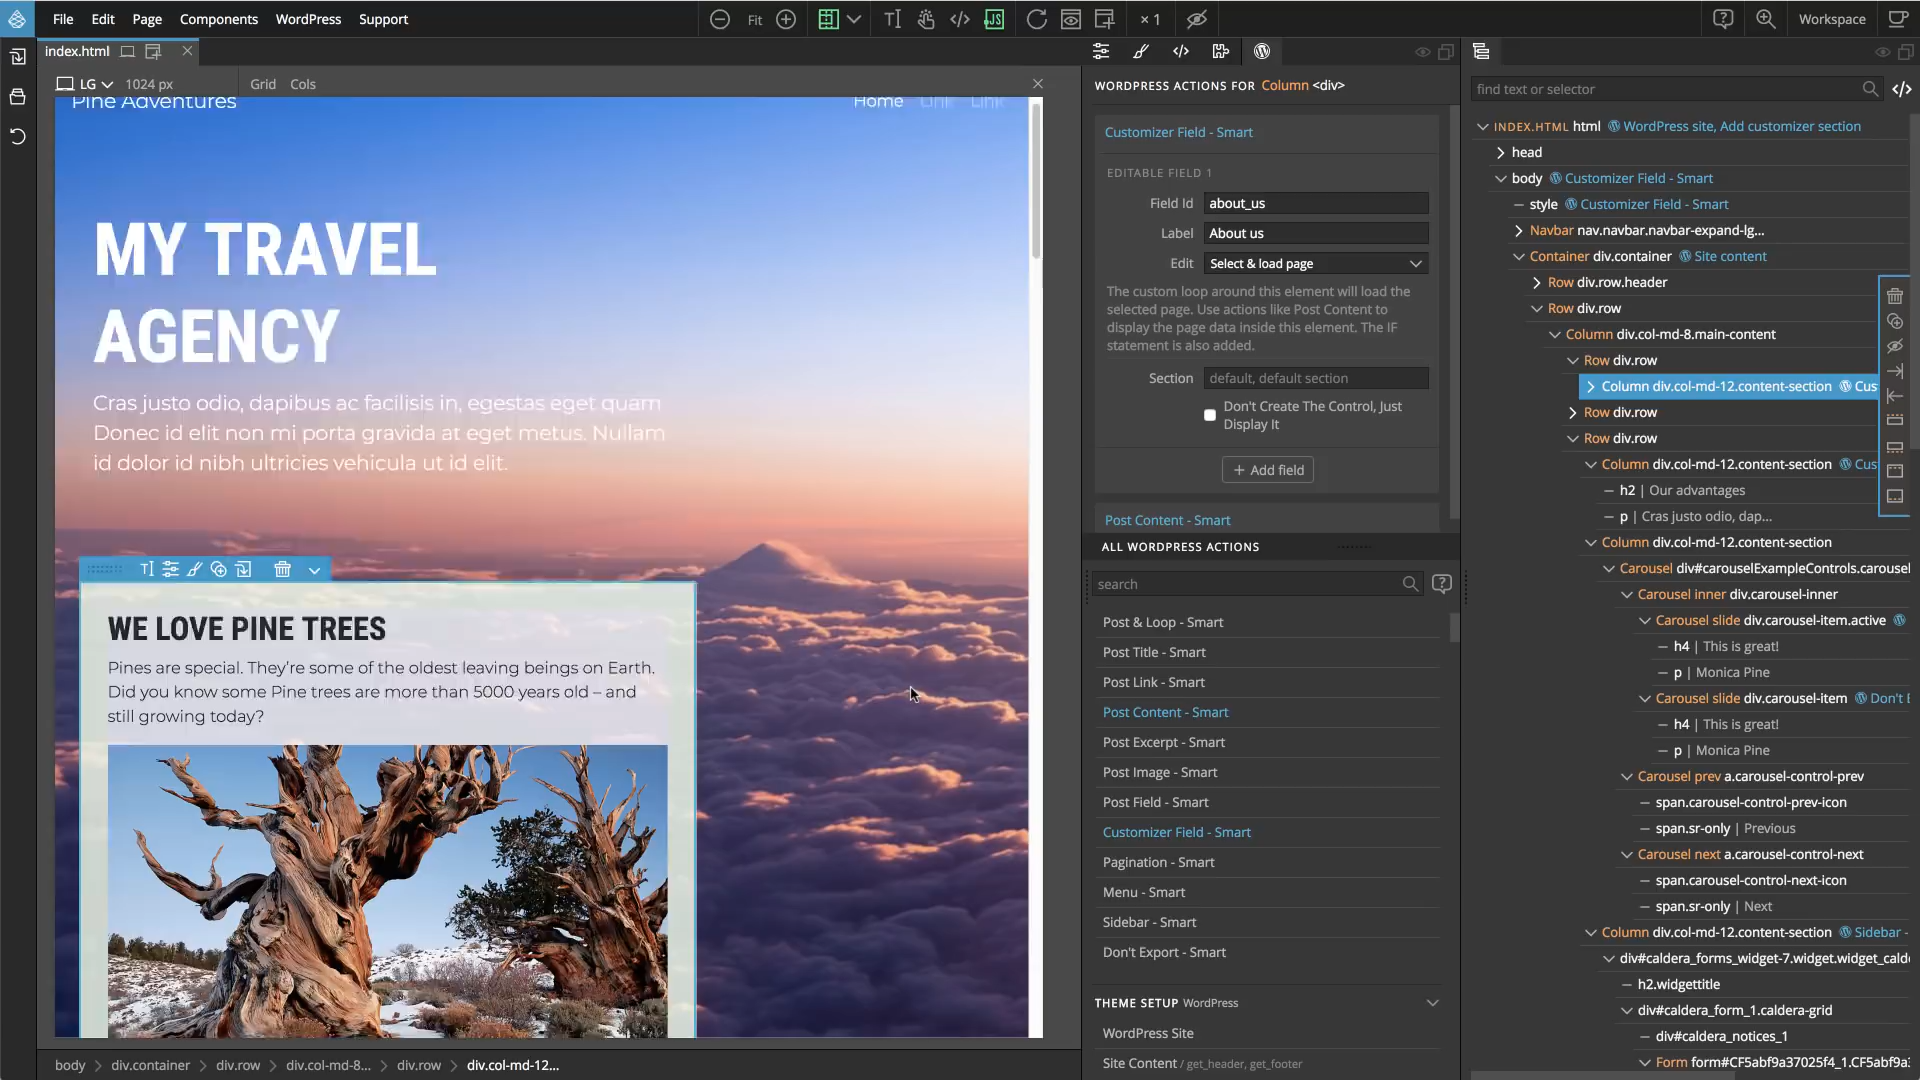 File Edit Page Components WordPress Support
Fit
× 1
Workspace
index.html
LG 1024 px Grid Cols
Pine Adventures
Home Link Link
MY TRAVEL
AGENCY
Cras justo odio, dapibus ac facilisis in, egestas eget quam
Donec id elit non mi porta gravida at eget metus. Nullam
id dolor id nibh ultricies vehicula ut id elit.
WE LOVE PINE TREES
Pines are special. They're some of the oldest leaving beings on Earth.
Did you know some Pine trees are more than 5000 years old – and
still growing today?
body div.container div.row div.col-md-8... div.row div.col-md-12...
WORDPRESS ACTIONS FOR Column <div>
Customizer Field - Smart
EDITABLE FIELD 1
Field Id about_us
Label About us
Edit Select & load page
The custom loop around this element will load the
selected page. Use actions like Post Content to
display the page data inside this element. The IF
statement is also added.
Section default, default section
Don't Create The Control, Just
Display It
+ Add field
Post Content - Smart
ALL WORDPRESS ACTIONS
search
Post & Loop - Smart
Post Title - Smart
Post Link - Smart
Post Content - Smart
Post Excerpt - Smart
Post Image - Smart
Post Field - Smart
Customizer Field - Smart
Pagination - Smart
Menu - Smart
Sidebar - Smart
Don't Export - Smart
THEME SETUP WordPress
WordPress Site
Site Content / get_header, get_footer
find text or selector
INDEX.HTML html WordPress site, Add customizer section
head
body Customizer Field - Smart
style Customizer Field - Smart
Navbar nav.navbar.navbar-expand-lg...
Container div.container Site content
Row div.row.header
Row div.row
Column div.col-md-8.main-content
Row div.row
Column div.col-md-12.content-section Cus
Row div.row
Row div.row
Column div.col-md-12.content-section Cus
h2 | Our advantages
p | Cras justo odio, dap...
Column div.col-md-12.content-section
Carousel div#carouselExampleControls.carousel
Carousel inner div.carousel-inner
Carousel slide div.carousel-item.active
h4 | This is great!
p | Monica Pine
Carousel slide div.carousel-item Don't E
h4 | This is great!
p | Monica Pine
Carousel prev a.carousel-control-prev
span.carousel-control-prev-icon
span.sr-only | Previous
Carousel next a.carousel-control-next
span.carousel-control-next-icon
span.sr-only | Next
Column div.col-md-12.content-section Sidebar -
div#caldera_forms_widget-7.widget.widget_calde
h2.widgettitle
div#caldera_form_1.caldera-grid
div#caldera_notices_1
Form form#CF5abf9a37025f4_1.CF5abf9a3